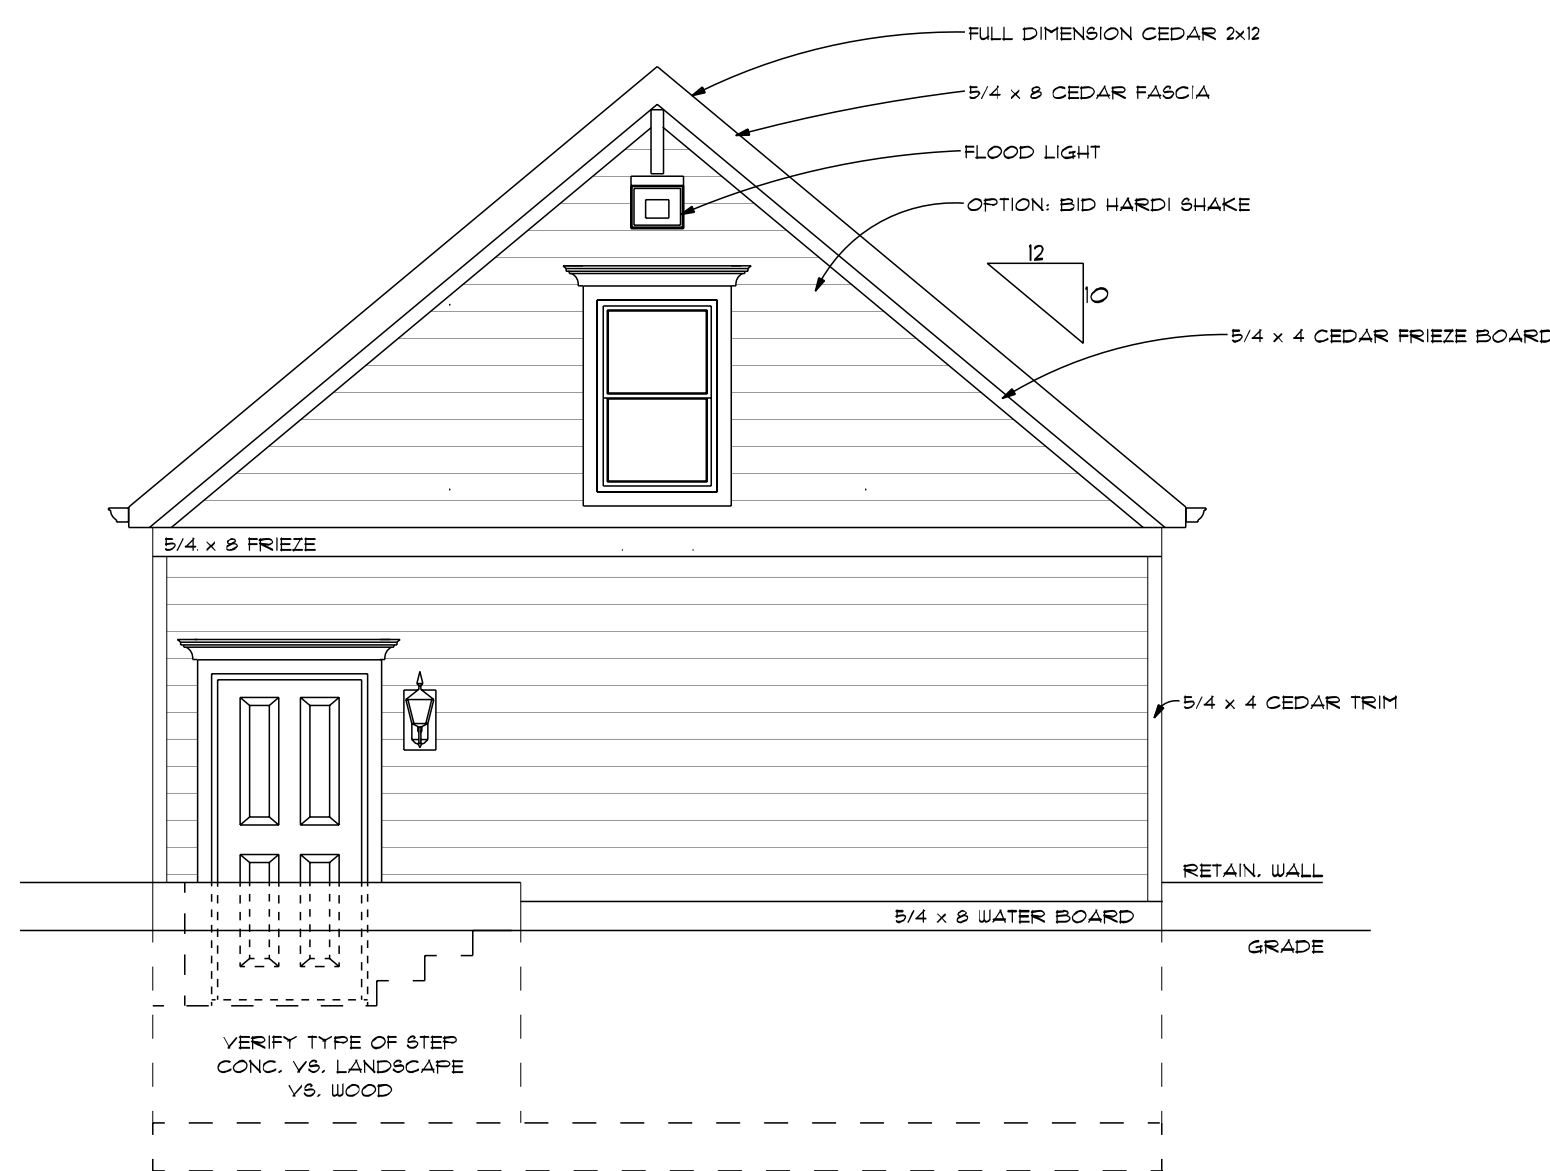 FULL DIMENSION CEDAR 2x12
5/4 x 8 CEDAR FASCIA
FLOOD LIGHT
OPTION: BID HARDI SHAKE
12
10
5/4 x 4 CEDAR FRIEZE BOARD
5/4 x 8 FRIEZE
5/4 x 4 CEDAR TRIM
RETAIN. WALL
5/4 x 8 WATER BOARD
GRADE
VERIFY TYPE OF STEP
CONC. VS. LANDSCAPE
VS. WOOD